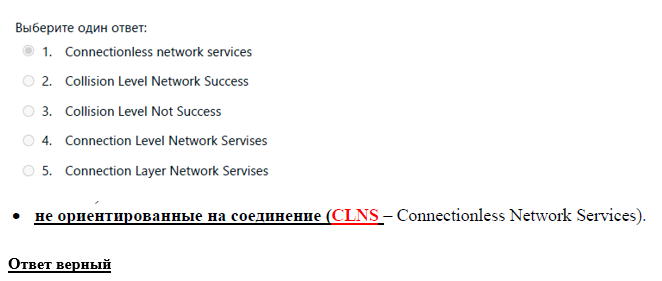 Выберите один ответ:
1. Connectionless network services
2. Collision Level Network Success
3. Collision Level Not Success
4. Connection Level Network Servises
5. Connection Layer Network Servises
• не ориентированные на соединение (CLNS – Connectionless Network Services).
Ответ верный